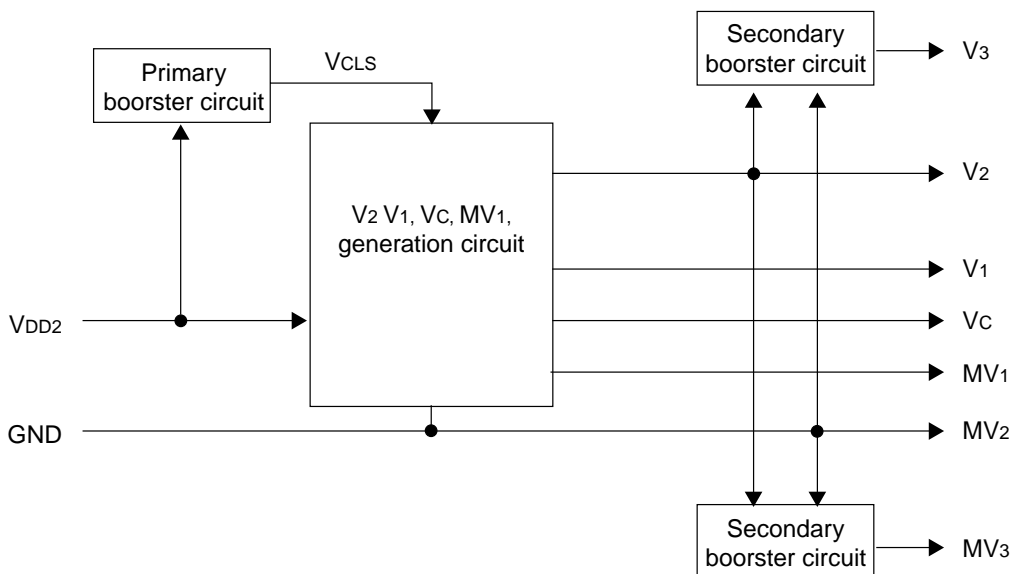 Primary
boorster circuit
VCLS
Secondary
boorster circuit
V3
V2
V2 V1, VC, MV1,
generation circuit
V1
VDD2
VC
MV1
GND
MV2
Secondary
boorster circuit
MV3